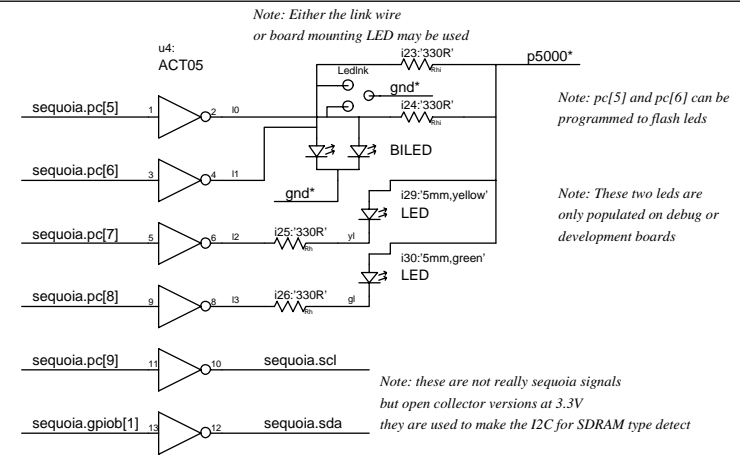 Note: Either the link wire
or board mounting LED may be used
u4:
ACT05
i23:'330R'
Rhi
p5000*
Ledlnk
gnd*
i24:'330R'
Rhi
sequoia.pc[5]
1
2
l0
BILED
Note: pc[5] and pc[6] can be
programmed to flash leds
sequoia.pc[6]
3
4
l1
gnd*
i29:'5mm,yellow'
LED
Note: These two leds are
only populated on debug or
development boards
sequoia.pc[7]
5
6
l2
i25:'330R'
Rh
yl
i30:'5mm,green'
LED
sequoia.pc[8]
9
8
l3
i26:'330R'
Rh
gl
sequoia.pc[9]
11
10
sequoia.scl
Note: these are not really sequoia signals
but open collector versions at 3.3V
they are used to make the I2C for SDRAM type detect
sequoia.gpiob[1]
13
12
sequoia.sda